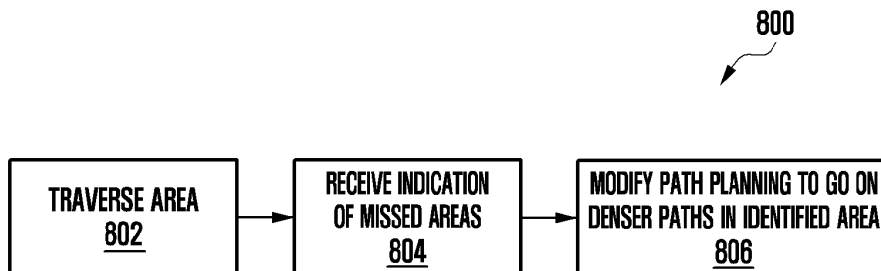 800
TRAVERSE AREA
802
RECEIVE INDICATION
OF MISSED AREAS
804
MODIFY PATH PLANNING TO GO ON
DENSER PATHS IN IDENTIFIED AREA
806